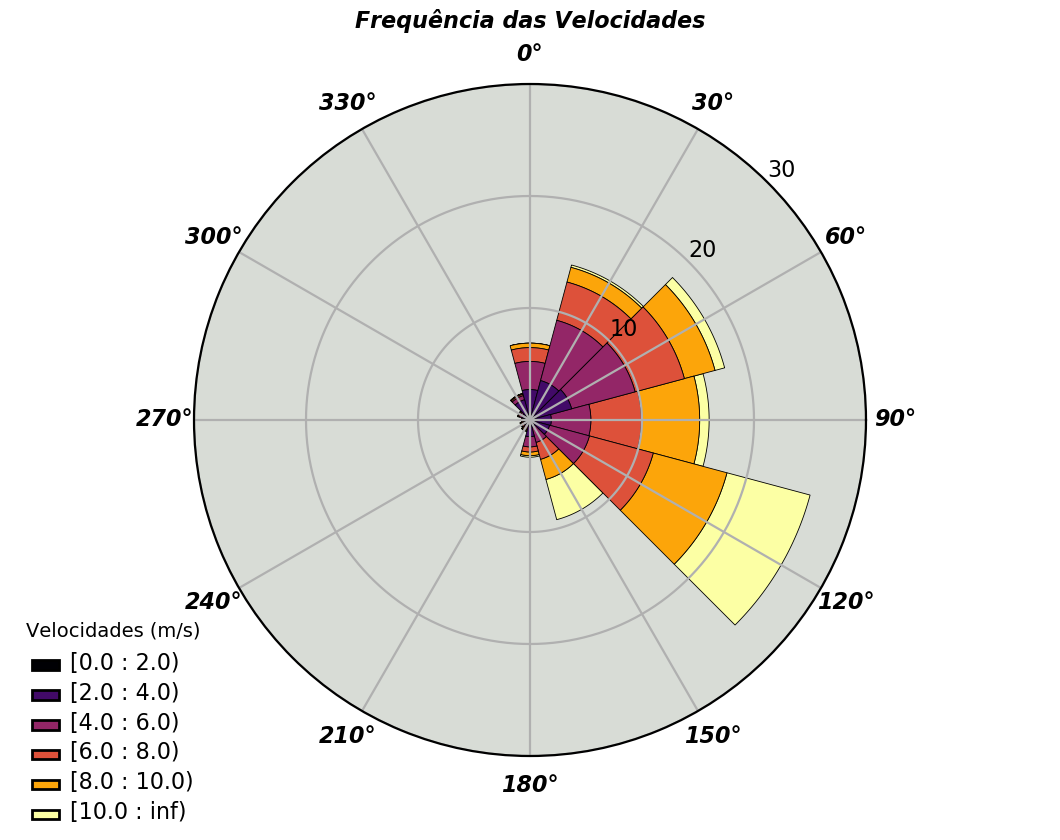 Frequência das Velocidades
0°
330°
30°
30
300°
60°
20
10
270°
90°
240°
120°
210°
150°
180°
Velocidades (m/s)
[0.0 : 2.0)
[2.0 : 4.0)
[4.0 : 6.0)
[6.0 : 8.0)
[8.0 : 10.0)
[10.0 : inf)